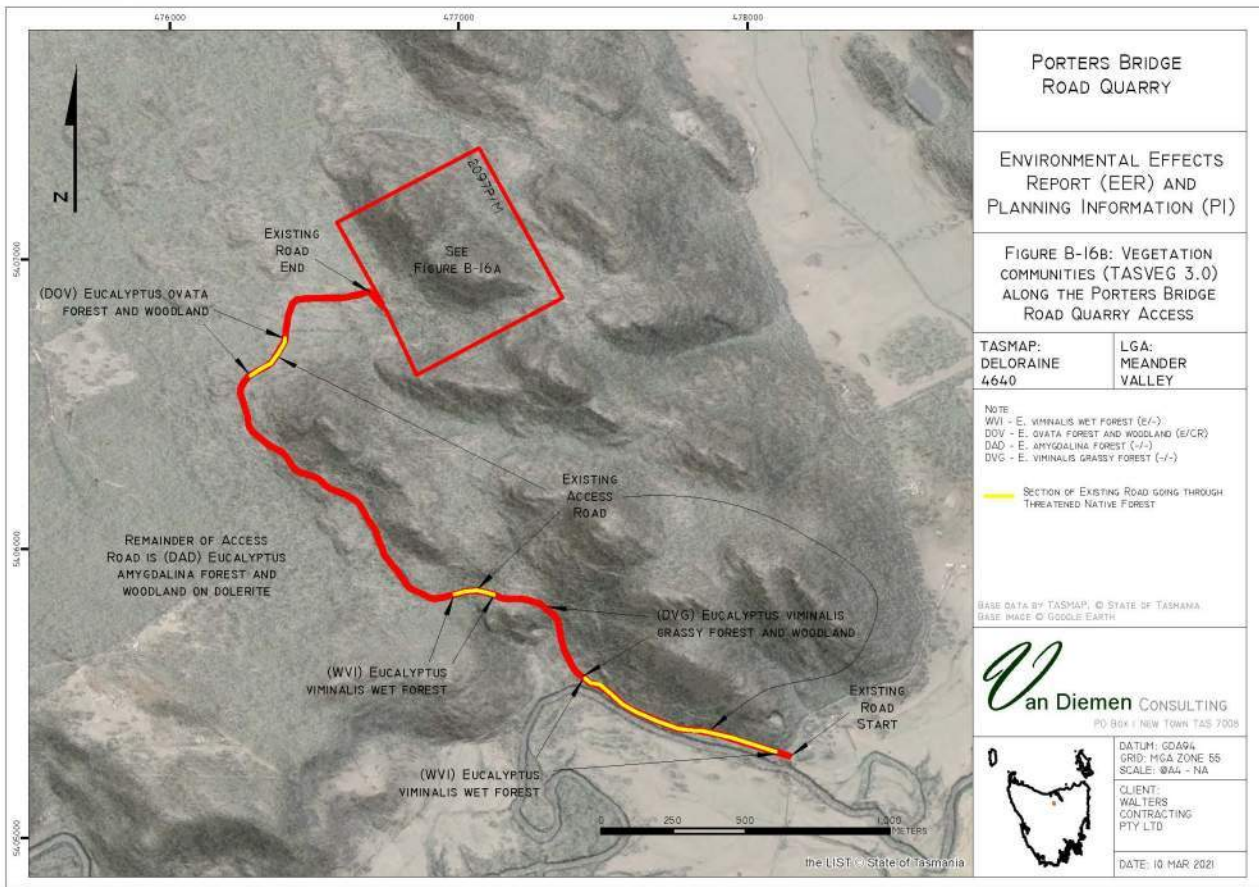 476000
477000
478000
5407000
5406000
5405000
N
2097P/M
SEE
FIGURE B-16A
EXISTING
ROAD
END
(DOV) EUCALYPTUS OVATA
FOREST AND WOODLAND
EXISTING
ACCESS
ROAD
REMAINDER OF ACCESS
ROAD IS (DAD) EUCALYPTUS
AMYGDALINA FOREST AND
WOODLAND ON DOLERITE
(DVG) EUCALYPTUS VIMINALIS
GRASSY FOREST AND WOODLAND
(WVI) EUCALYPTUS
VIMINALIS WET FOREST
EXISTING
ROAD
START
(WVI) EUCALYPTUS
VIMINALIS WET FOREST
0 250 500 1,000
METERS
the LIST © State of Tasmania
PORTERS BRIDGE
ROAD QUARRY
ENVIRONMENTAL EFFECTS
REPORT (EER) AND
PLANNING INFORMATION (PI)
FIGURE B-16B: VEGETATION
COMMUNITIES (TASVEG 3.0)
ALONG THE PORTERS BRIDGE
ROAD QUARRY ACCESS
TASMAP:
DELORAINE
4640
LGA:
MEANDER
VALLEY
NOTE
WVI - E. VIMINALIS WET FOREST (E/-)
DOV - E. OVATA FOREST AND WOODLAND (E/CR)
DAD - E. AMYGDALINA FOREST (-/-)
DVG - E. VIMINALIS GRASSY FOREST (-/-)
SECTION OF EXISTING ROAD GOING THROUGH
THREATENED NATIVE FOREST
BASE DATA BY TASMAP, © STATE OF TASMANIA
BASE IMAGE © GOOGLE EARTH
Van Diemen CONSULTING
PO BOX 1 NEW TOWN TAS 7008
DATUM: GDA94
GRID: MGA ZONE 55
SCALE: @A4 - NA
CLIENT:
WALTERS
CONTRACTING
PTY LTD
DATE: 10 MAR 2021